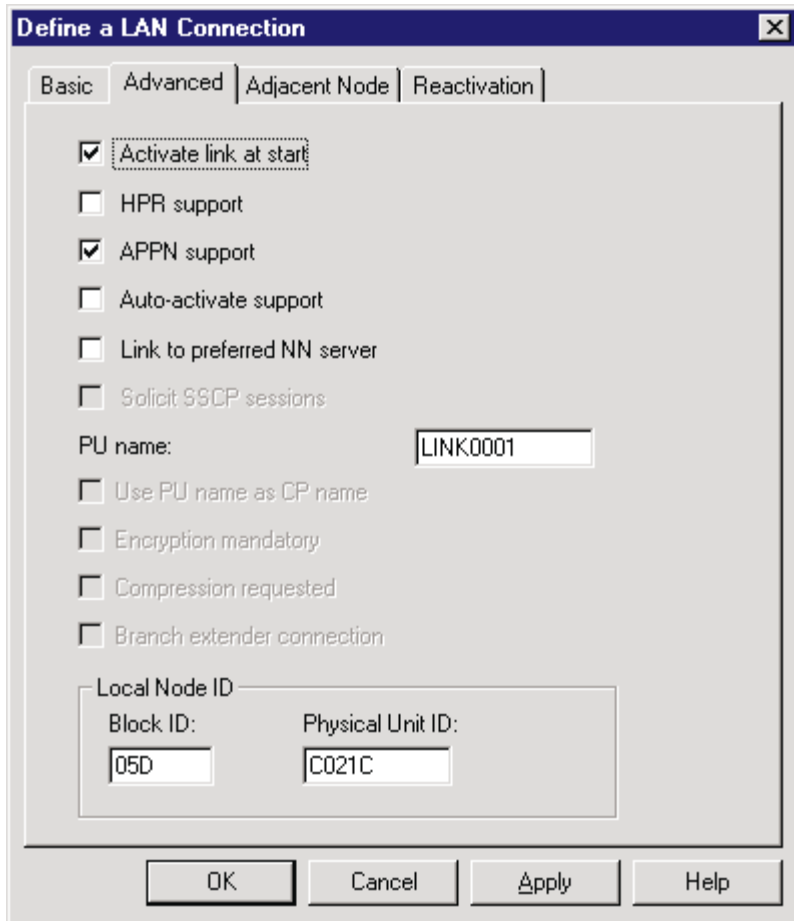 Define a LAN Connection
Basic Advanced Adjacent Node Reactivation
Activate link at start
HPR support
APPN support
Auto-activate support
Link to preferred NN server
Solicit SSCP sessions
PU name: LINK0001
Use PU name as CP name
Encryption mandatory
Compression requested
Branch extender connection
Local Node ID
Block ID: Physical Unit ID:
05D C021C
OK Cancel Apply Help